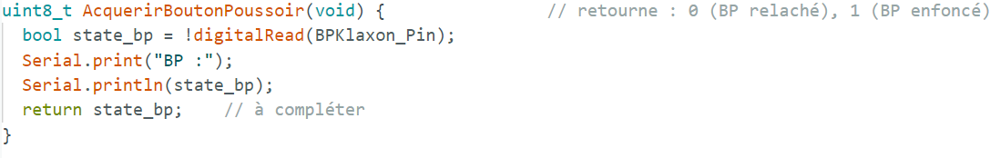 uint8_t AcquerirBoutonPoussoir(void) { // retourne : 0 (BP relaché), 1 (BP enfoncé)
bool state_bp = !digitalRead(BPKlaxon_Pin);
Serial.print("BP :");
Serial.println(state_bp);
return state_bp; // à compléter
}